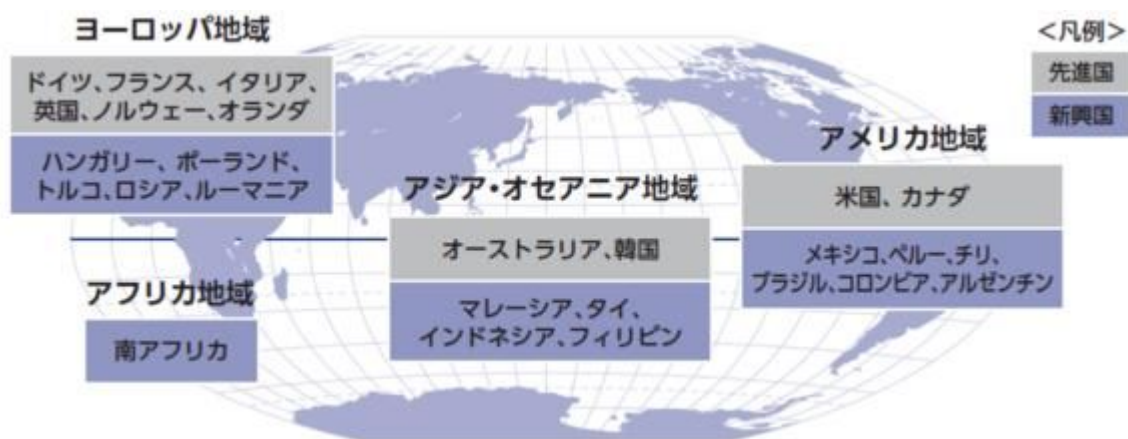 ヨーロッパ地域
ドイツ、フランス、イタリア、
英国、ノルウェー、オランダ
ハンガリー、ポーランド、
トルコ、ロシア、ルーマニア
アフリカ地域
南アフリカ
アジア・オセアニア地域
オーストラリア、韓国
マレーシア、タイ、
インドネシア、フィリピン
アメリカ地域
米国、カナダ
メキシコ、ペルー、チリ、
ブラジル、コロンビア、アルゼンチン
＜凡例＞
先進国
新興国